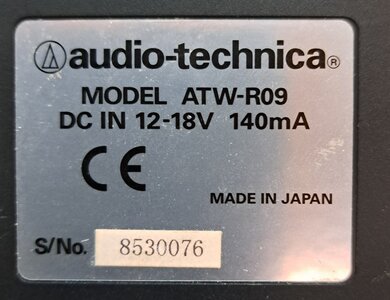 audio-technica®
MODEL ATW-R09
DC IN 12-18V 140mA
CE
MADE IN JAPAN
S/No. 8530076